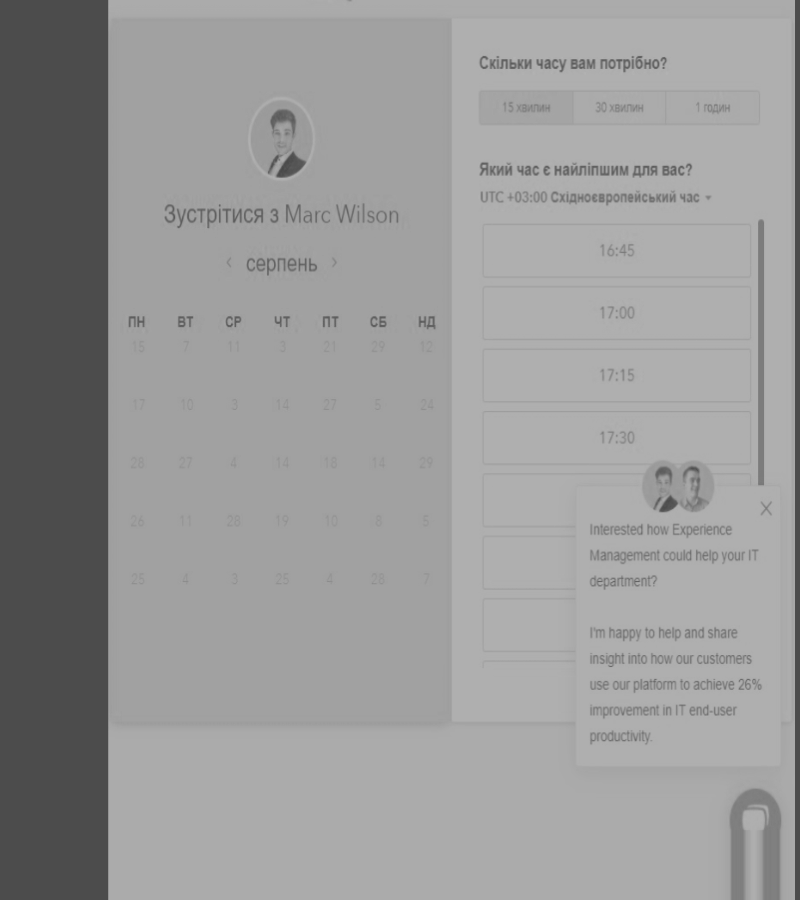 Зустрітися з Marc Wilson
серпень
ПН ВТ СР ЧТ ПТ СБ НД
15 7 11 3 21 29 12
17 10 3 14 27 5 24
28 27 4 14 18 14 29
26 11 28 19 10 8 5
25 4 3 25 4 28 7
Скільки часу вам потрібно?
15 хвилин 30 хвилин 1 годин
Який час є найліпшим для вас?
UTC +03:00 Східноєвропейський час
16:45
17:00
17:15
17:30
Interested how Experience
Management could help your IT
department?
I'm happy to help and share
insight into how our customers
use our platform to achieve 26%
improvement in IT end-user
productivity.